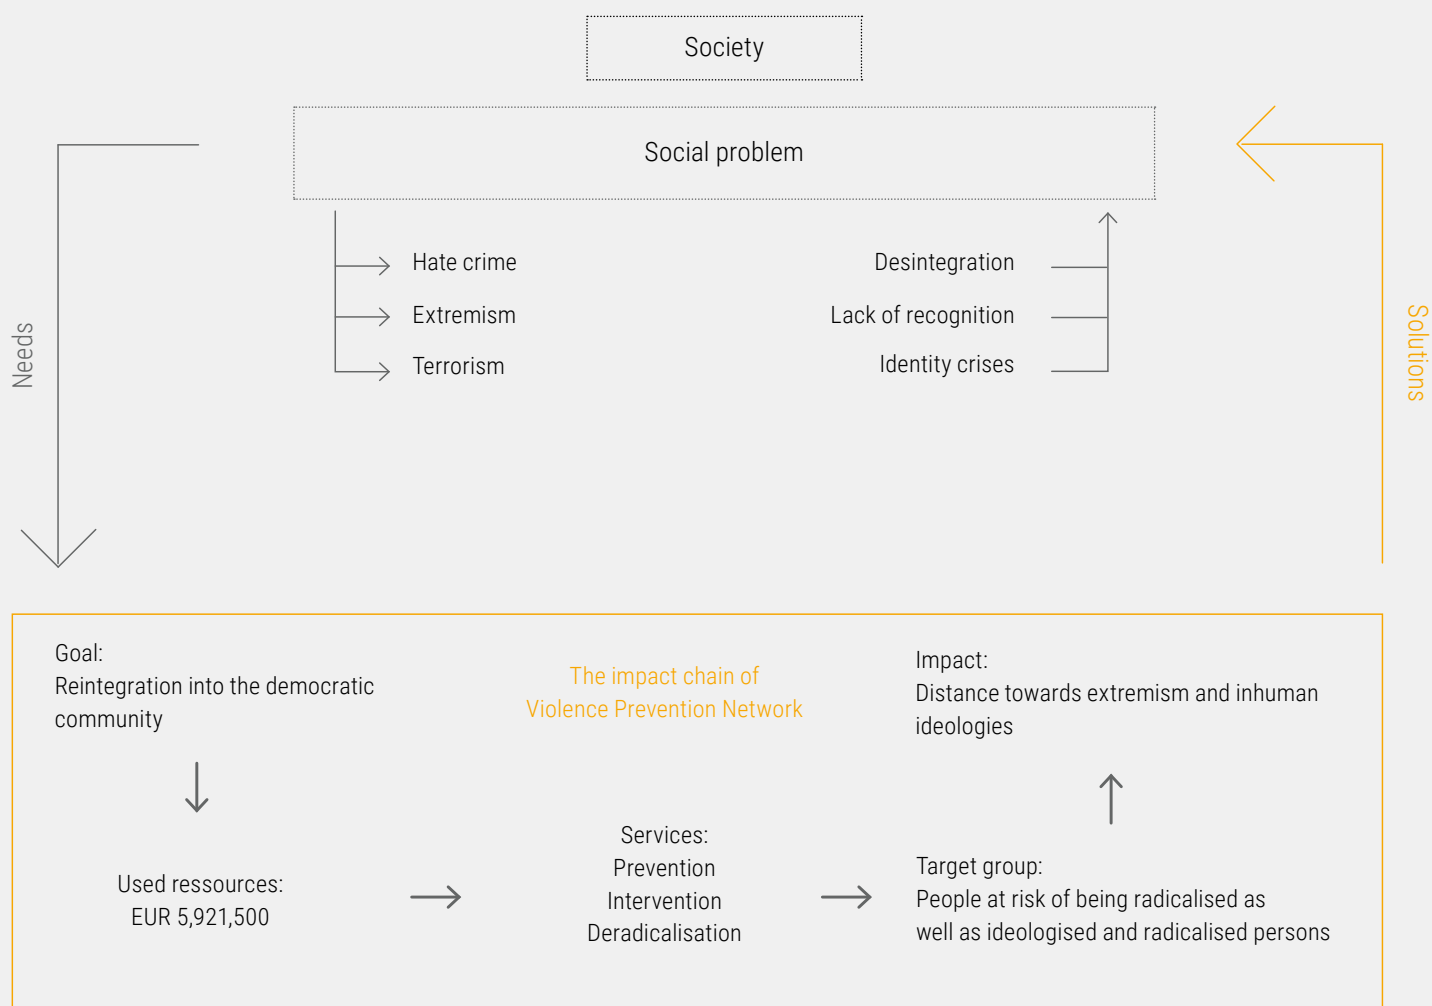 Society
Social problem
Hate crime
Extremism
Terrorism
Desintegration
Lack of recognition
Identity crises
Needs
Solutions
Goal:
Reintegration into the democratic
community
The impact chain of
Violence Prevention Network
Impact:
Distance towards extremism and inhuman
ideologies
Used ressources:
EUR 5,921,500
Services:
Prevention
Intervention
Deradicalisation
Target group:
People at risk of being radicalised as
well as ideologised and radicalised persons